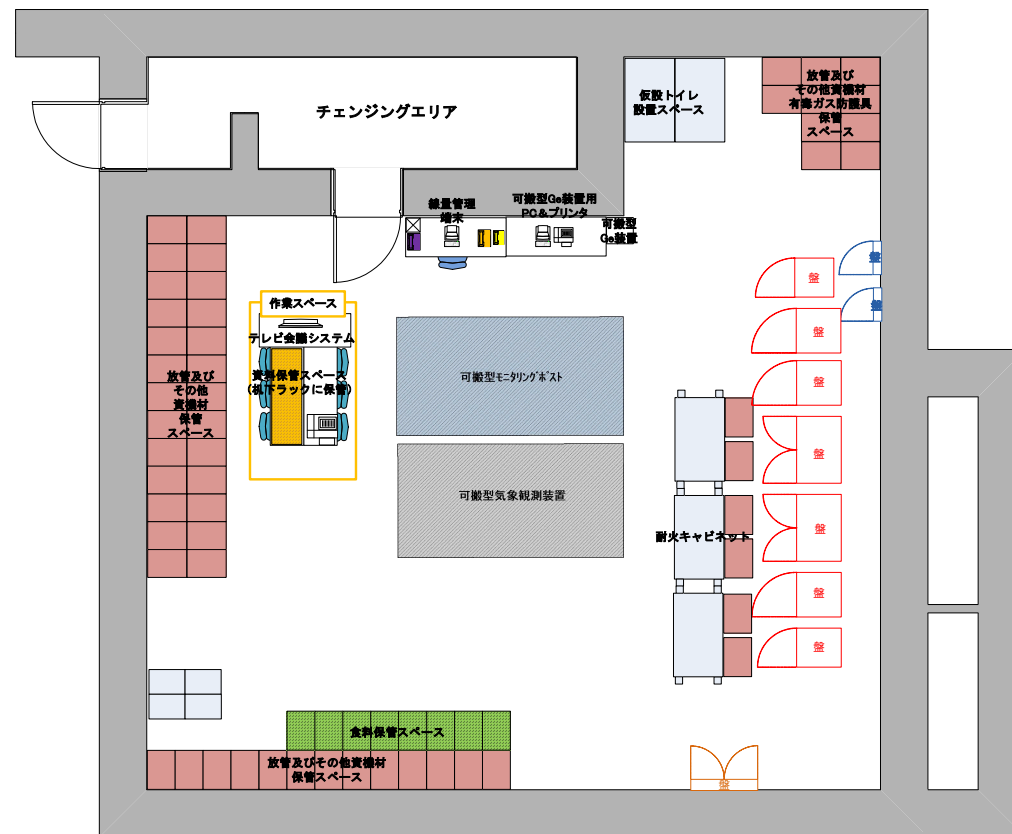 チェンジングエリア
仮設トイレ
設置スペース
放管及び
その他資機材
有毒ガス防護具
保管
スペース
線量管理
端末
可搬型Ge装置用
PC&プリンタ
可搬型
Ge装置
盤
盤
盤
盤
盤
盤
盤
盤
盤
作業スペース
テレビ会議システム
資料保管スペース
(机下ラックに保管)
放管及び
その他
資機材
保管
スペース
可搬型モニタリングポスト
可搬型気象観測装置
耐火キャビネット
食料保管スペース
放管及びその他資機材
保管スペース
盤